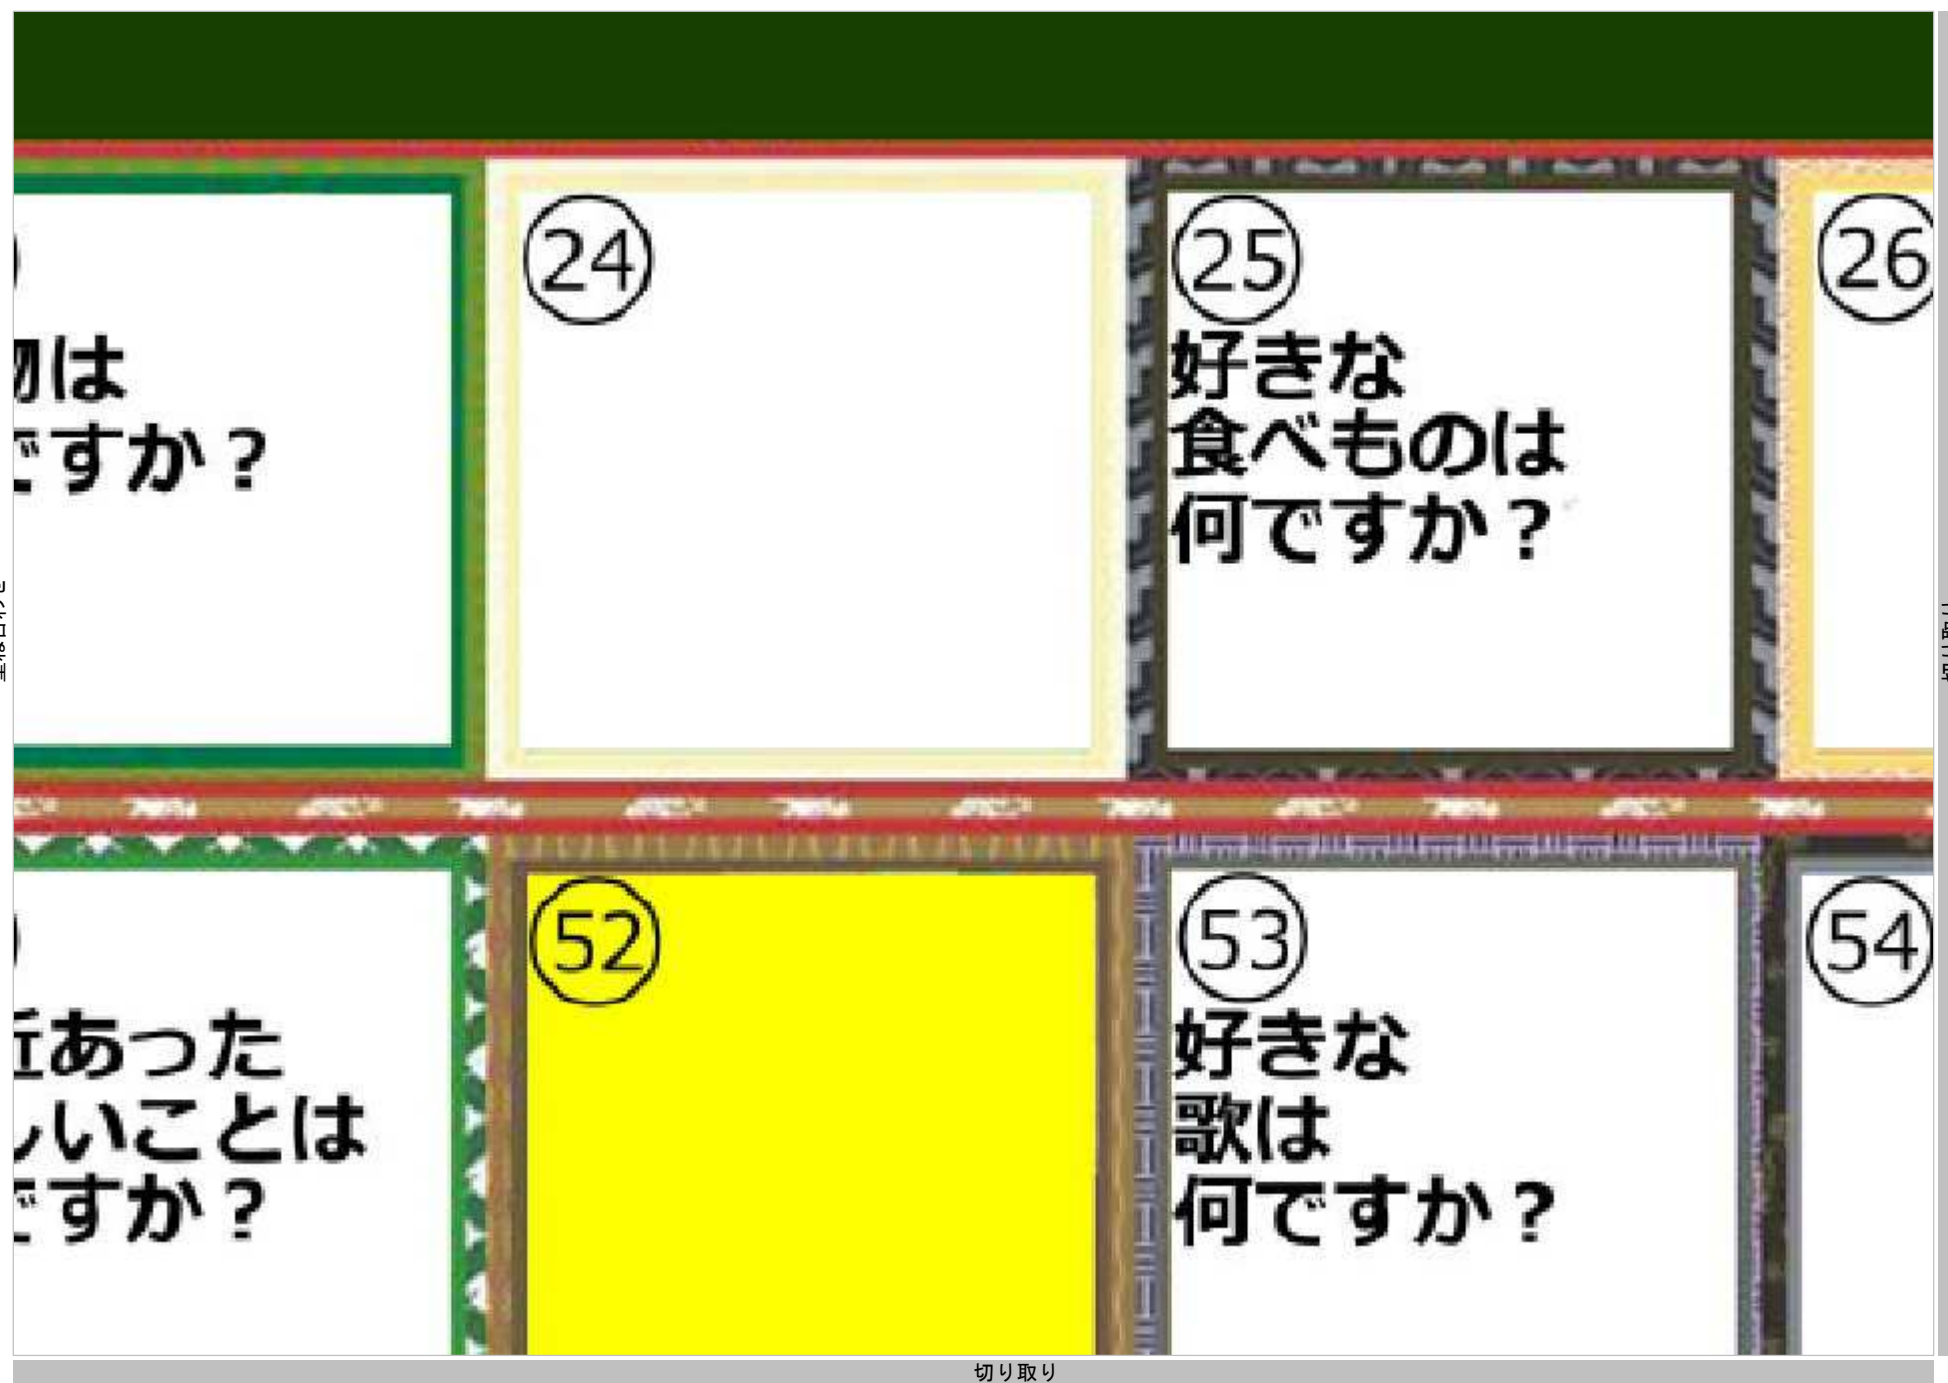 24
25
26
物は
ですか？
好きな
食べものは
何ですか？
52
53
54
近あった
しいことは
ですか？
好きな
歌は
何ですか？
切り取り